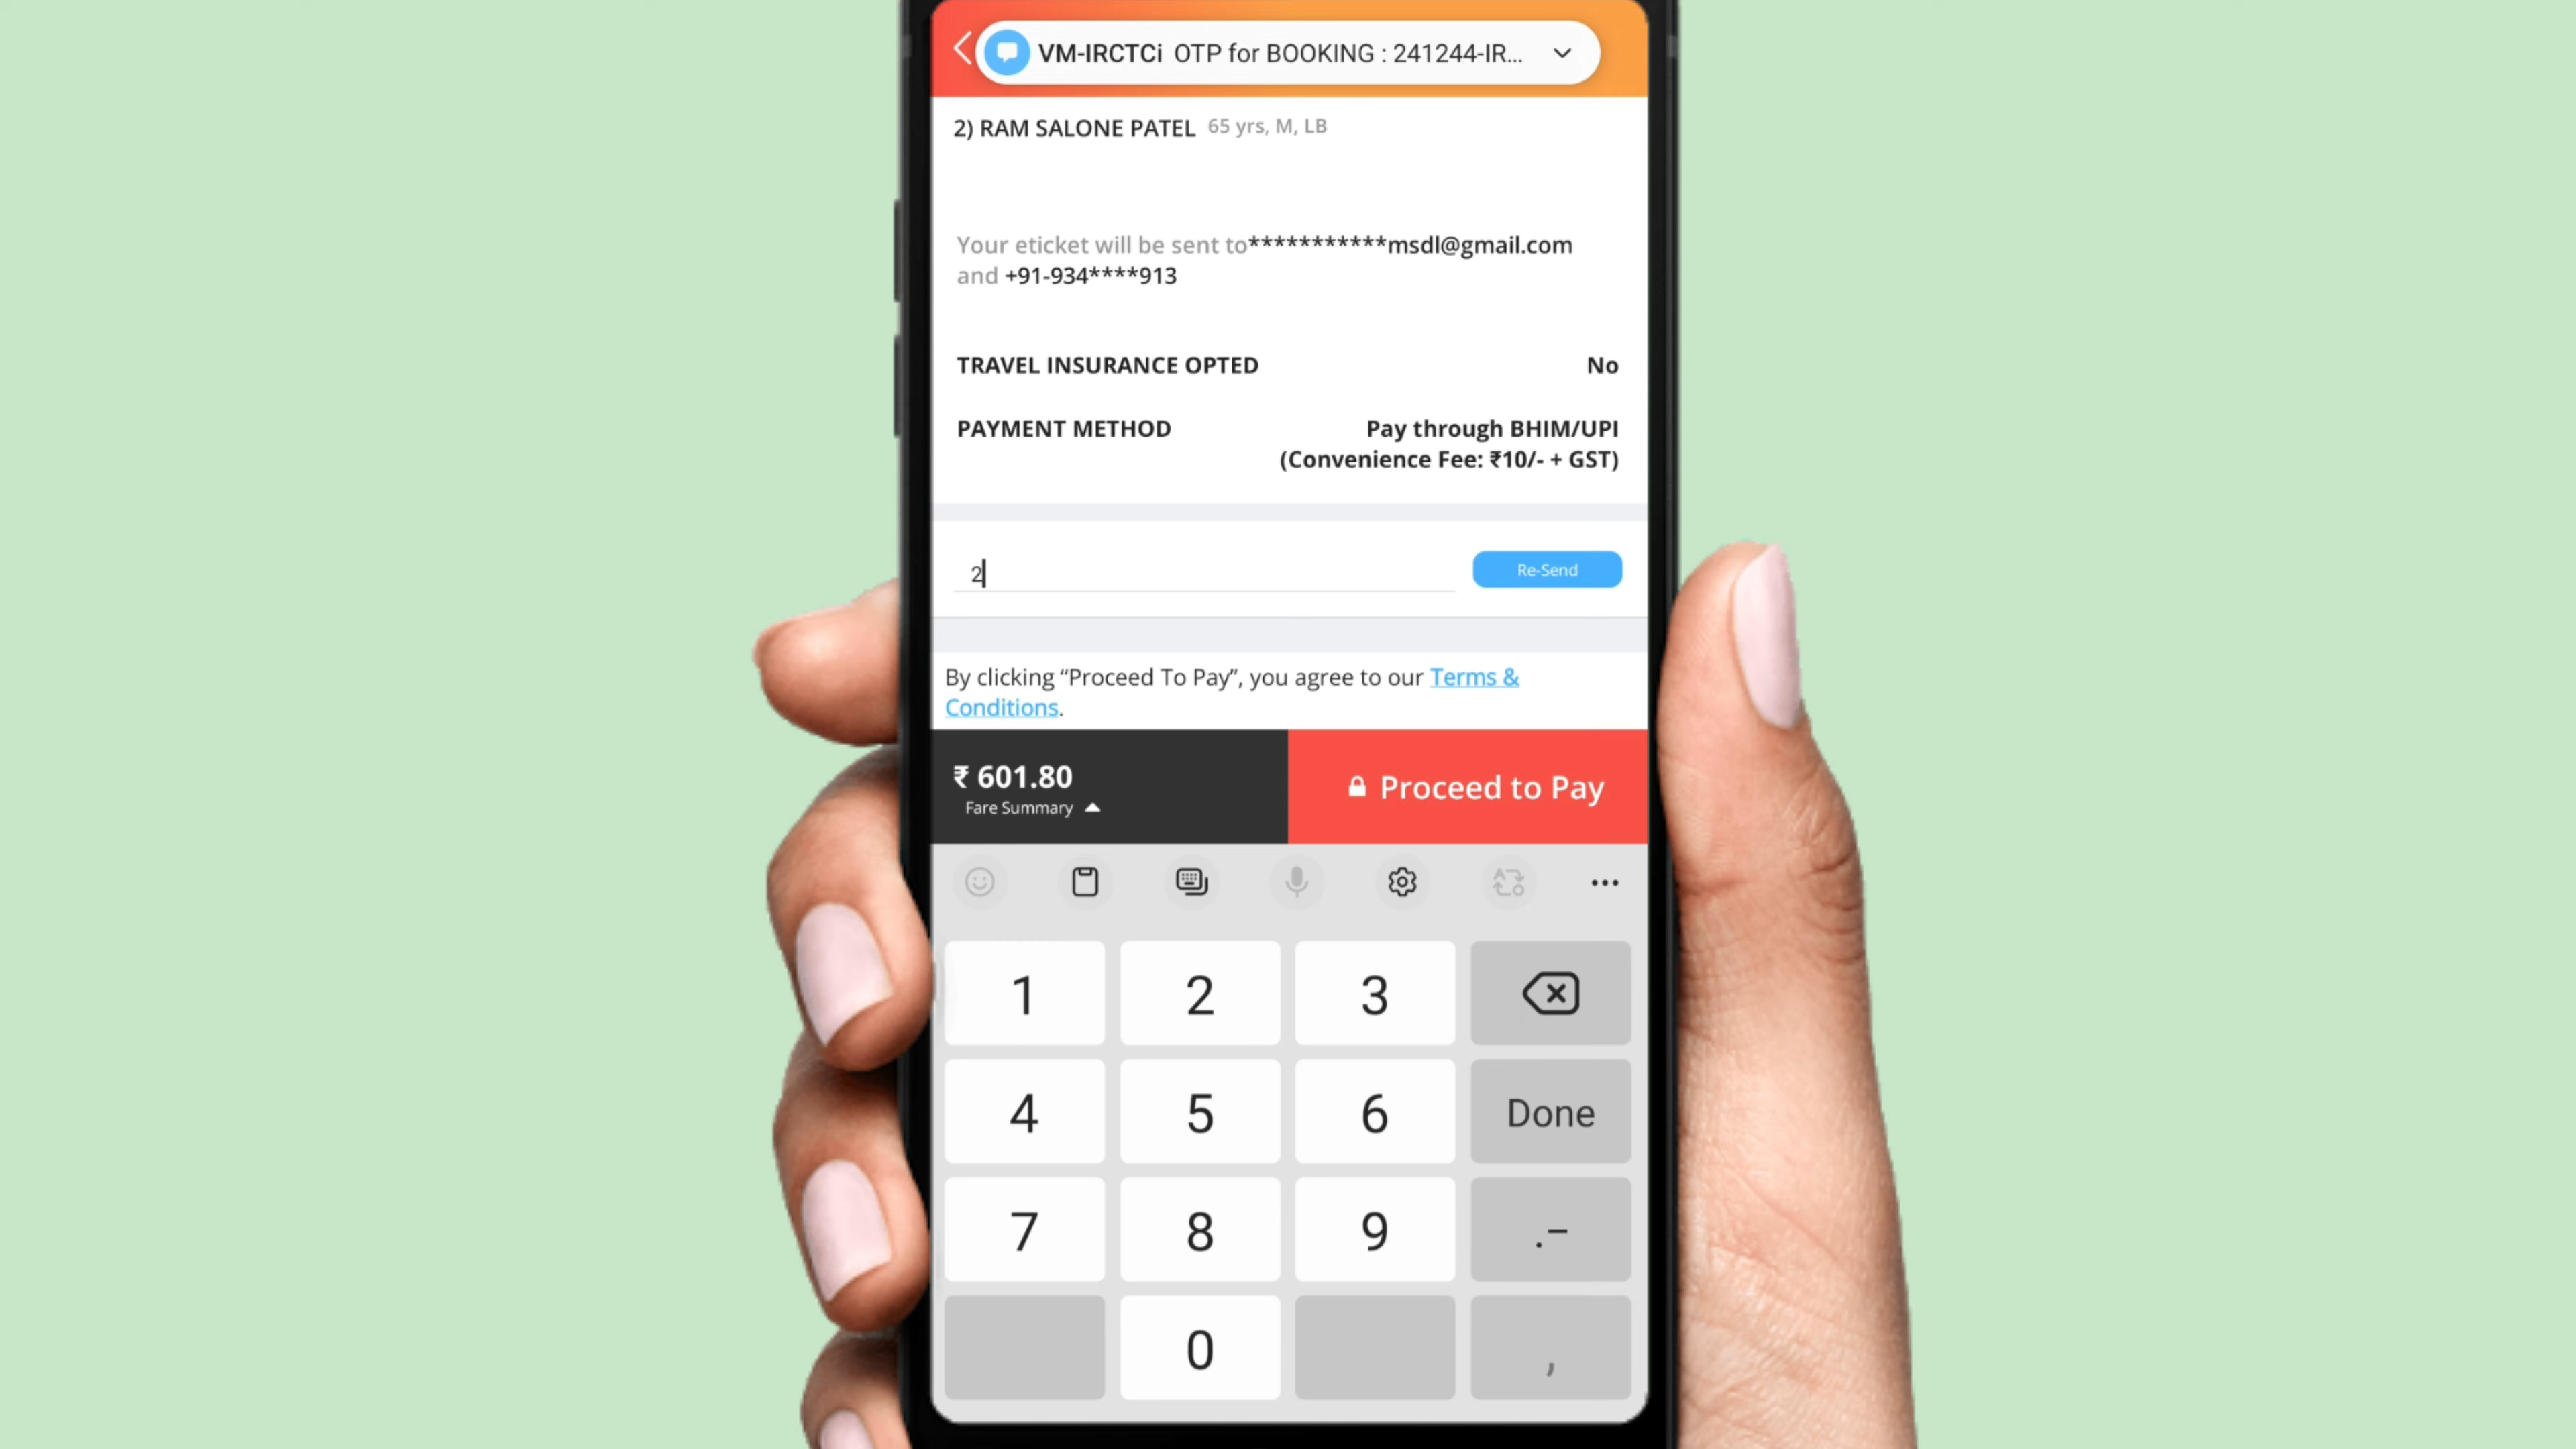 VM-IRCTCi OTP for BOOKING : 241244-IR...
2) RAM SALONE PATEL 65 yrs, M, LB
Your eticket will be sent to***********msdl@gmail.com
and +91-934****913
TRAVEL INSURANCE OPTED No
PAYMENT METHOD Pay through BHIM/UPI
(Convenience Fee: ₹10/- + GST)
2
Re-Send
By clicking “Proceed To Pay”, you agree to our Terms &
Conditions.
₹ 601.80
Fare Summary
Proceed to Pay
1 2 3
4 5 6 Done
7 8 9 .-
0 ,